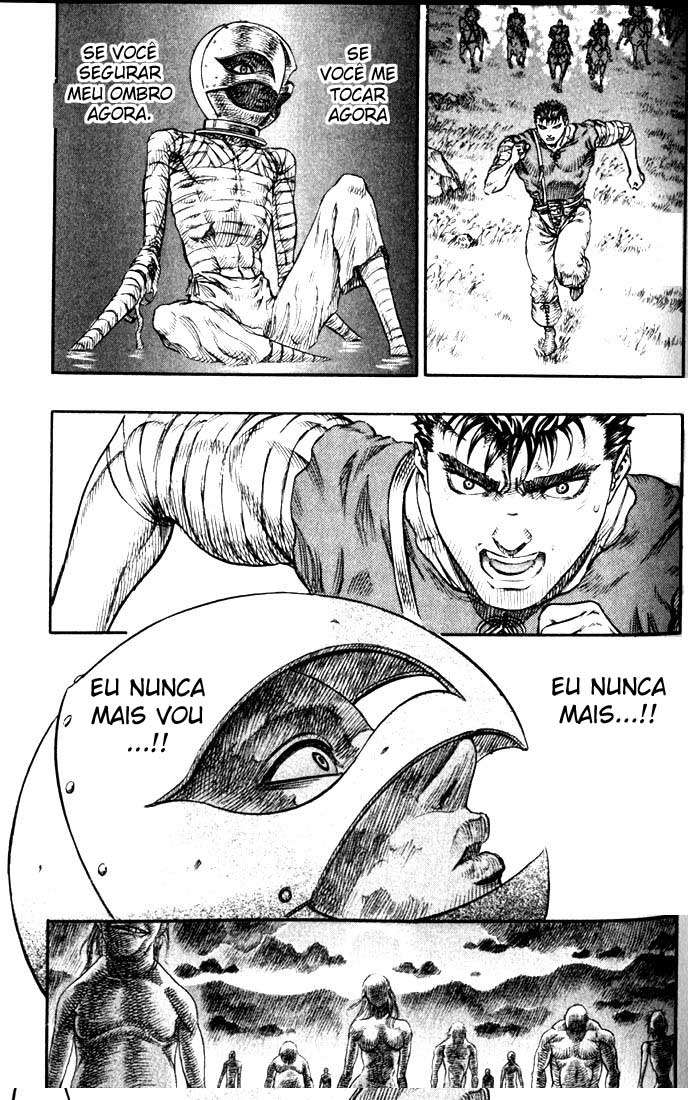 SE
VOCÊ ME
TOCAR
AGORA
SE VOCÊ
SEGURAR
MEU OMBRO
AGORA.
EU NUNCA
MAIS...!!
EU NUNCA
MAIS VOU
...!!